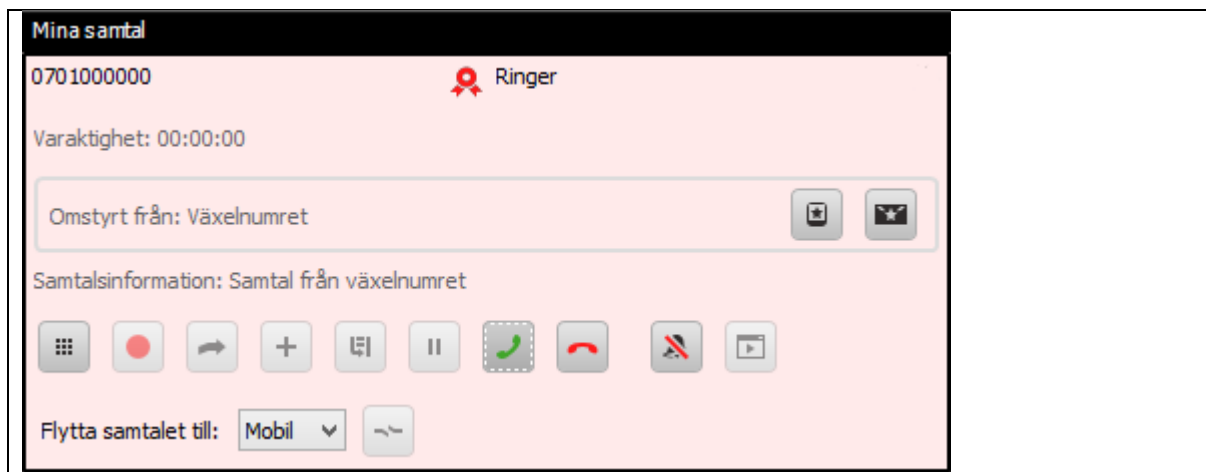 Mina samtal
0701000000 Ringer
Varaktighet: 00:00:00
Omstyrt från: Växelnumret
Samtalsinformation: Samtal från växelnumret
Flytta samtalet till: Mobil